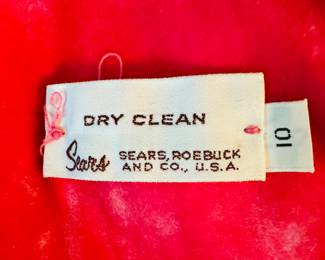 DRY CLEAN
Sears SEARS, ROEBUCK
AND CO., U.S.A.
10